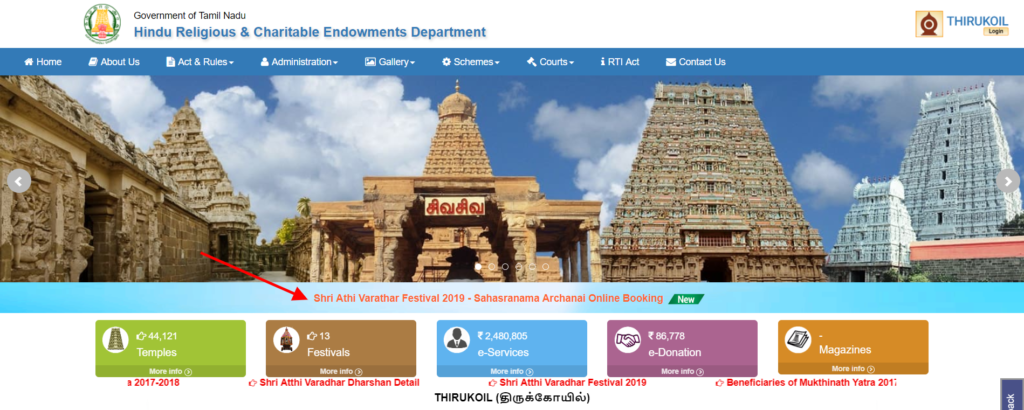 Government of Tamil Nadu
Hindu Religious & Charitable Endowments Department
THIRUKOIL
Login
Home About Us Act & Rules Administration Gallery Schemes Courts RTI Act Contact Us
சிவசிவ
Shri Athi Varathar Festival 2019 - Sahasranama Archanai Online Booking New
44,121
Temples
More info
13
Festivals
More info
₹ 2,480,805
e-Services
More info
₹ 86,778
e-Donation
More info
-
Magazines
More info
a 2017-2018 Shri Atthi Varadhar Dharshan Detail Shri Atthi Varadhar Festival 2019 Beneficiaries of Mukthinath Yatra 2017
THIRUKOIL (திருக்கோயில்)